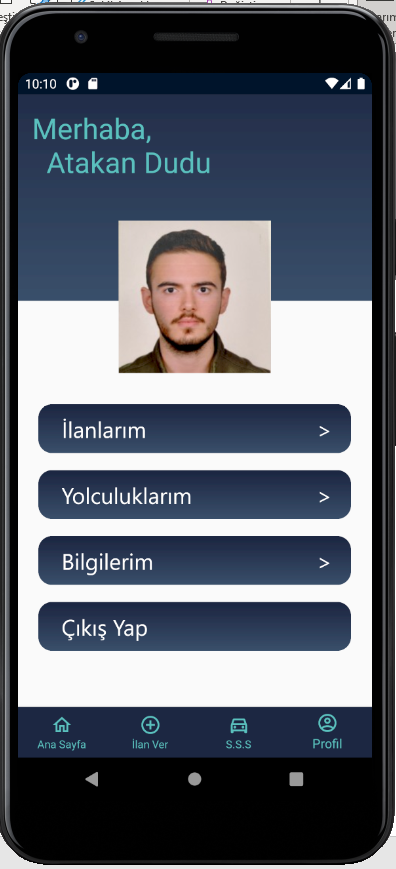 10:10
Merhaba,
Atakan Dudu
İlanlarım >
Yolculuklarım >
Bilgilerim >
Çıkış Yap
Ana Sayfa İlan Ver S.S.S Profil